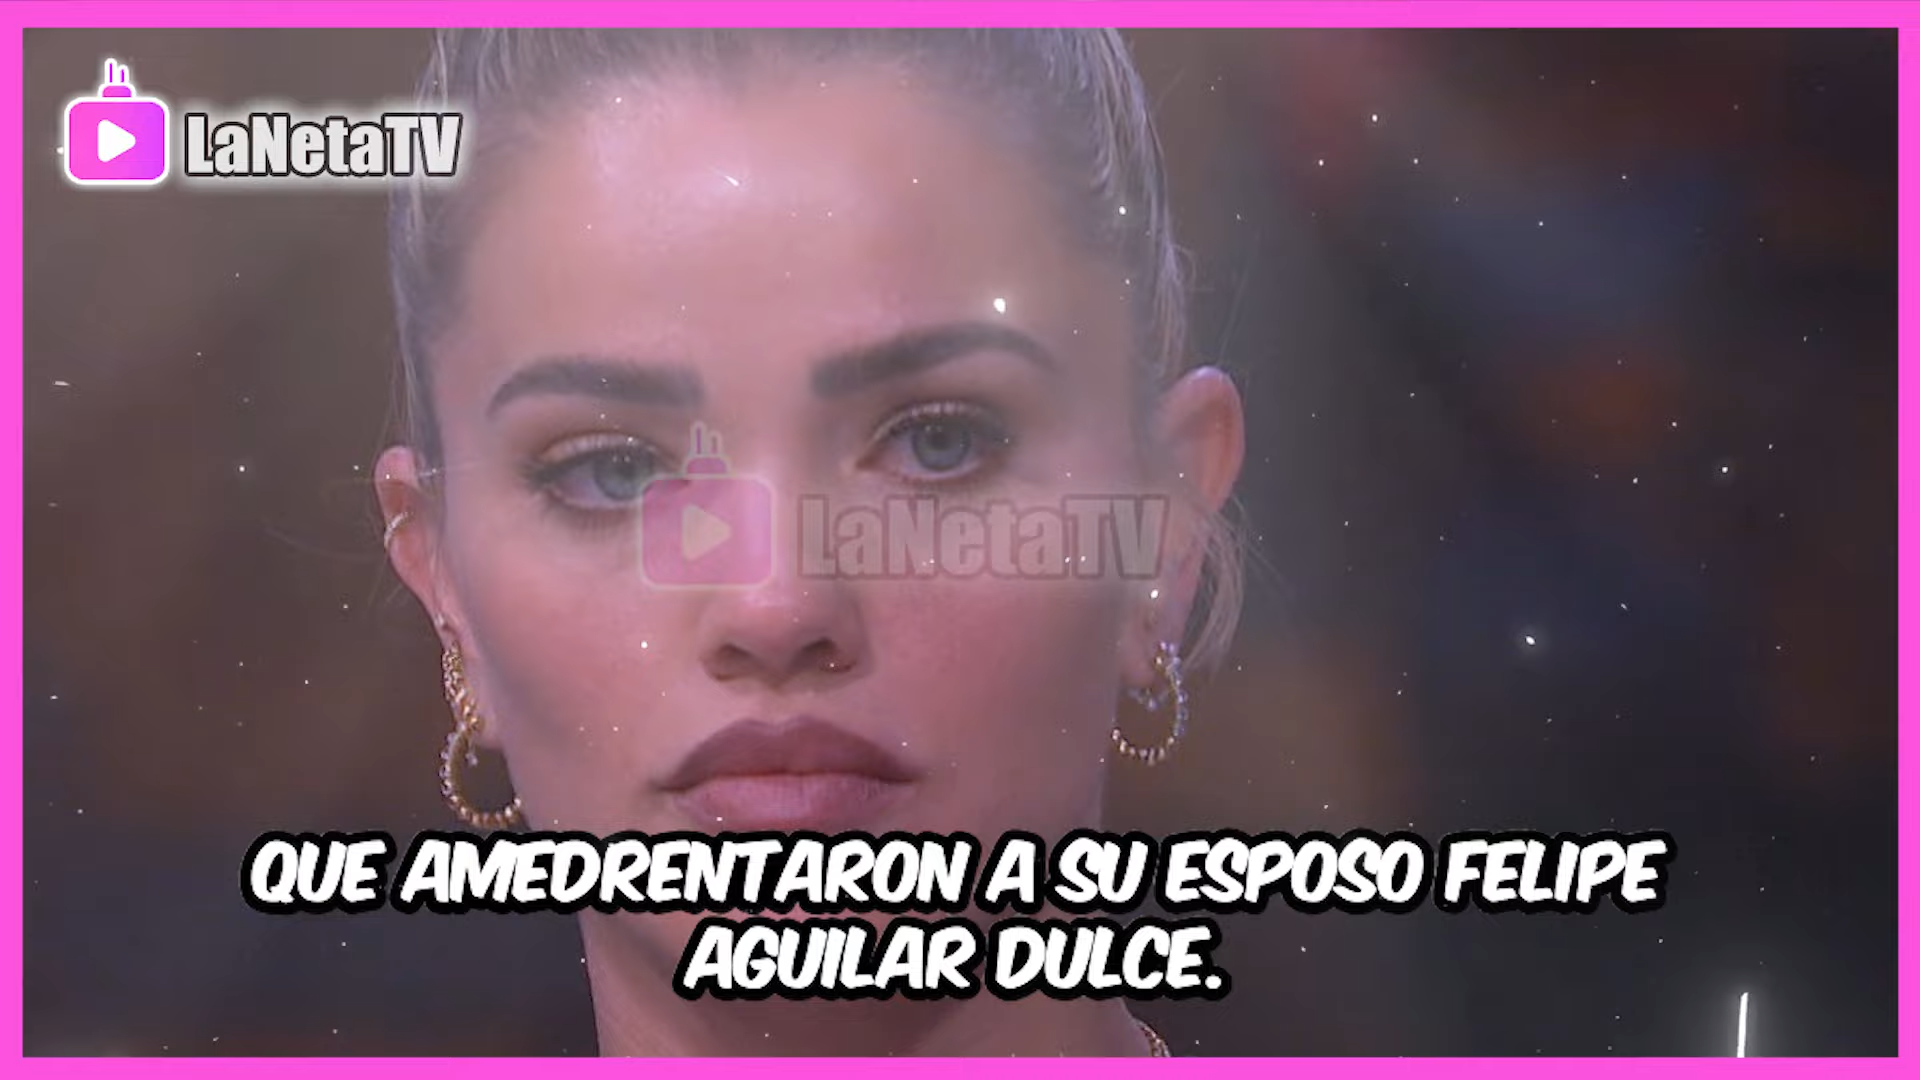 LaNetaTV
LaNetaTV
QUE AMEDRENTARON A SU ESPOSO FELIPE
AGUILAR DULCE.